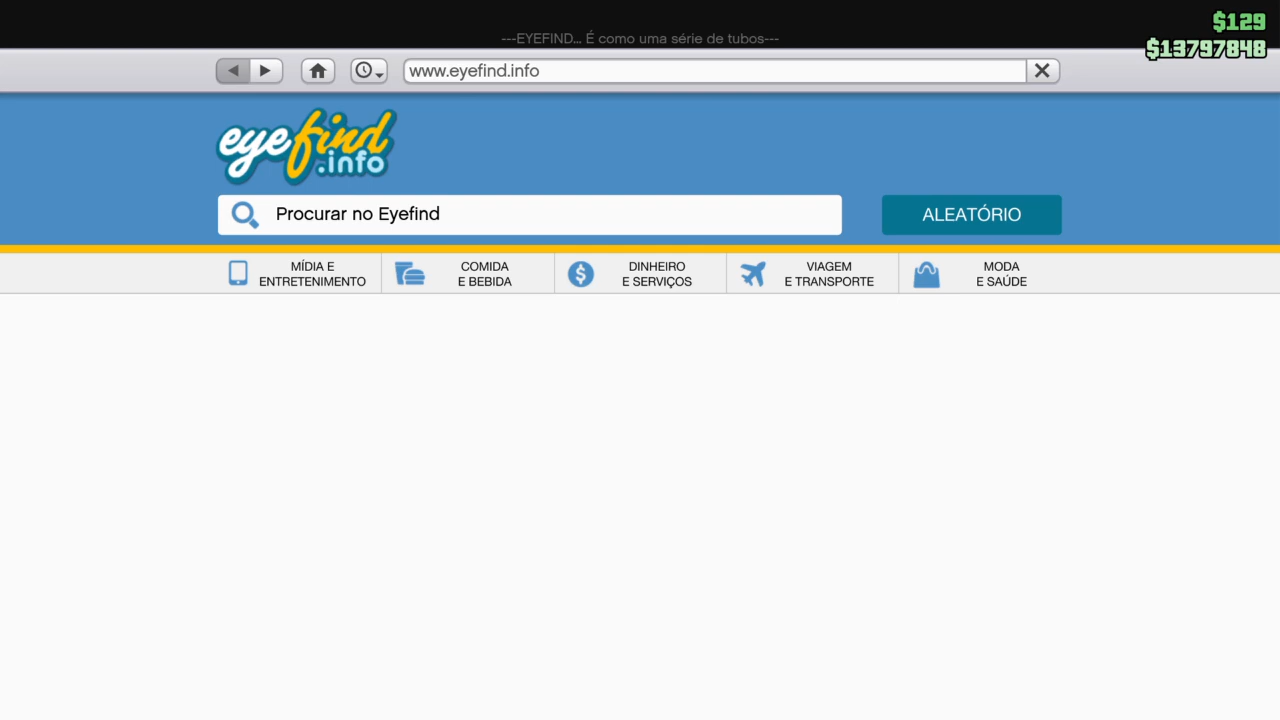 $129
---EYEFIND... É como uma série de tubos---
$13797848
www.eyefind.info
eyefind
.info
Procurar no Eyefind
ALEATÓRIO
MÍDIA E
ENTRETENIMENTO
COMIDA
E BEBIDA
DINHEIRO
E SERVIÇOS
VIAGEM
E TRANSPORTE
MODA
E SAÚDE